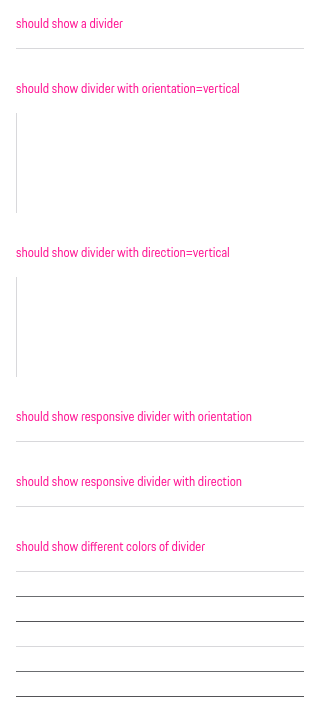 should show a divider
should show divider with orientation=vertical
should show divider with direction=vertical
should show responsive divider with orientation
should show responsive divider with direction
should show different colors of divider